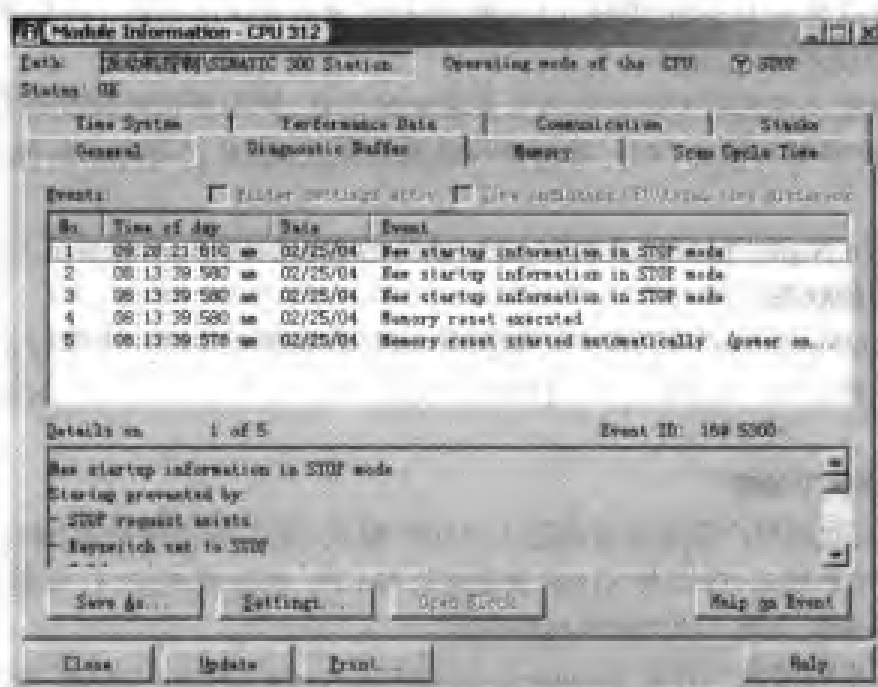 Module Information - CPU 312
Path: \SIMATIC 300 Station Operating mode of the CPU: STOP
Status: OK
Time System Performance Data Communication Stacks
General Diagnostic Buffer Memory Scan Cycle Time
Events: Filter settings active
No. Time of day Date Event
1 am 02/25/04 New startup information in STOP mode
2 08:13:39:580 am 02/25/04 New startup information in STOP mode
3 08:13:39:580 am 02/25/04 New startup information in STOP mode
4 08:13:39:580 am 02/25/04 Memory reset executed
5 08:13:39:578 am 02/25/04 Memory reset started automatically (power on...
Details on 1 of 5 Event ID: 16# 5300
New startup information in STOP mode
Startup prevented by:
- STOP request exists
- Keyswitch set to STOP
Save As... Settings... Open Block Help on Event
Close Update Print... Help